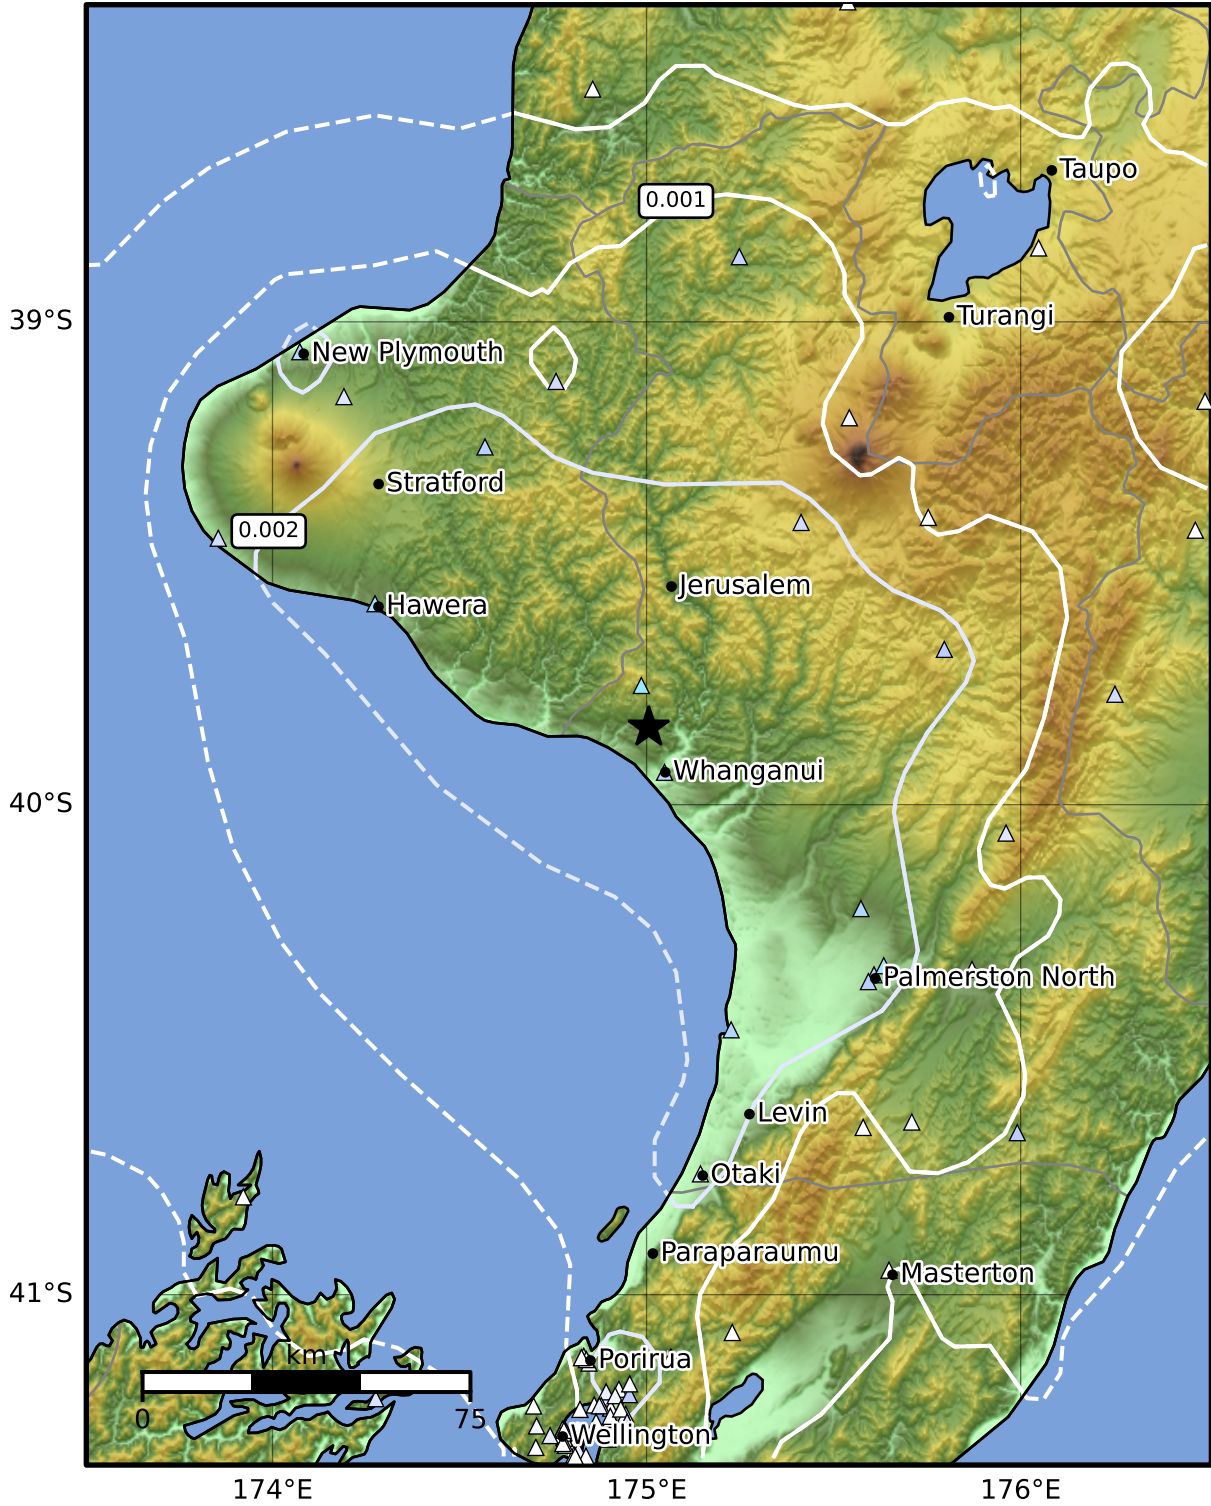 Taupo
0.001
39°S
Turangi
New Plymouth
Stratford
0.002
Jerusalem
Hawera
Whanganui
40°S
Palmerston North
Levin
Otaki
Paraparaumu
Masterton
41°S
km
Porirua
0
75
Wellington
174°E
175°E
176°E